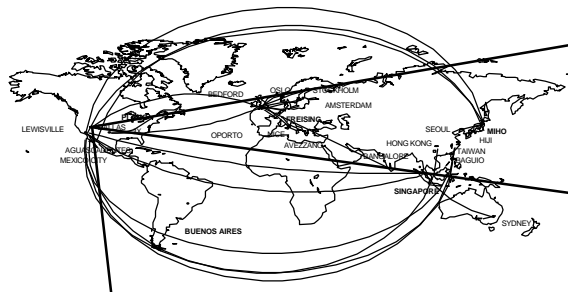 BEDFORD
OSLO
STOCKHOLM
AMSTERDAM
DALLAS
FREISING
LEWISVILLE
OPORTO
NICE
AVEZZANO
SEOUL
MIHO
HIJI
HONG KONG
AGUASCALIENTES
MEXICO CITY
BANGALORE
TAIWAN
BAGUIO
SINGAPORE
SYDNEY
BUENOS AIRES